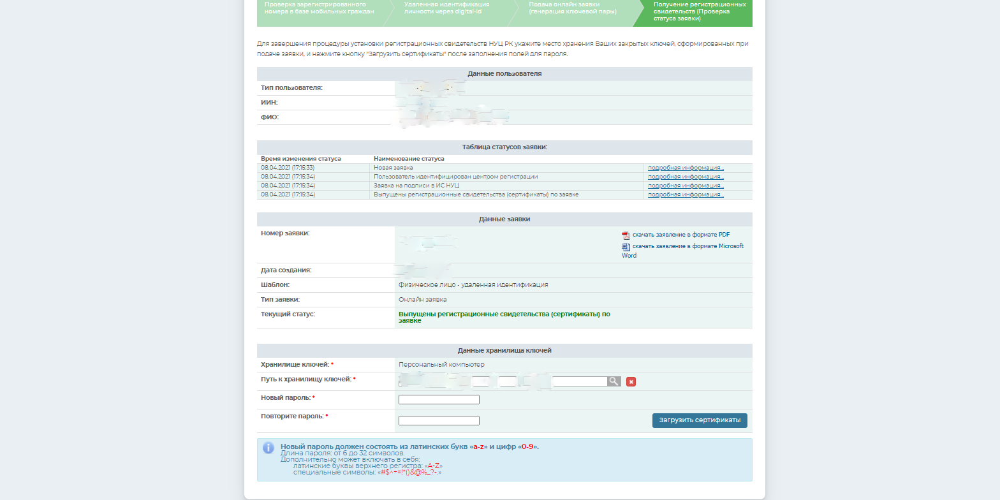 Проверка зарегистрированного
номера в базе мобильных граждан
Удаленная идентификация
личности через digital-id
Подача онлайн заявки
(генерация ключевой пары)
Получение регистрационных
свидетельств (Проверка
статуса заявки)
Для завершения процедуры установки регистрационных свидетельств НУЦ РК укажите место хранения Ваших закрытых ключей, сформированных при
подаче заявки, и нажмите кнопку "Загрузить сертификаты" после заполнения полей для пароля.
Данные пользователя
Тип пользователя:
ИИН:
ФИО:
Таблица статусов заявки:
Время изменения статуса Наименование статуса
08.04.2021 (17:15:33) Новая заявка подробная информация...
08.04.2021 (17:15:34) Пользователь идентифицирован центром регистрации подробная информация...
08.04.2021 (17:15:34) Заявка на подписи в ИС НУЦ подробная информация...
08.04.2021 (17:15:34) Выпущены регистрационные свидетельства (сертификаты) по заявке подробная информация...
Данные заявки
Номер заявки:
скачать заявление в формате PDF
скачать заявление в формате Microsoft
Word
Дата создания:
Шаблон: Физическое лицо - удаленная идентификация
Тип заявки: Онлайн заявка
Текущий статус: Выпущены регистрационные свидетельства (сертификаты) по
заявке
Данные хранилища ключей
Хранилище ключей: * Персональный компьютер
Путь к хранилищу ключей: *
Новый пароль: *
Повторите пароль: * Загрузить сертификаты
Новый пароль должен состоять из латинских букв «a-z» и цифр «0-9».
Длина пароля: от 6 до 32 символов.
Дополнительно может включать в себя:
латинские буквы верхнего регистра: «A-Z»
специальные символы: «#$^+=!*()&@%_?-.»